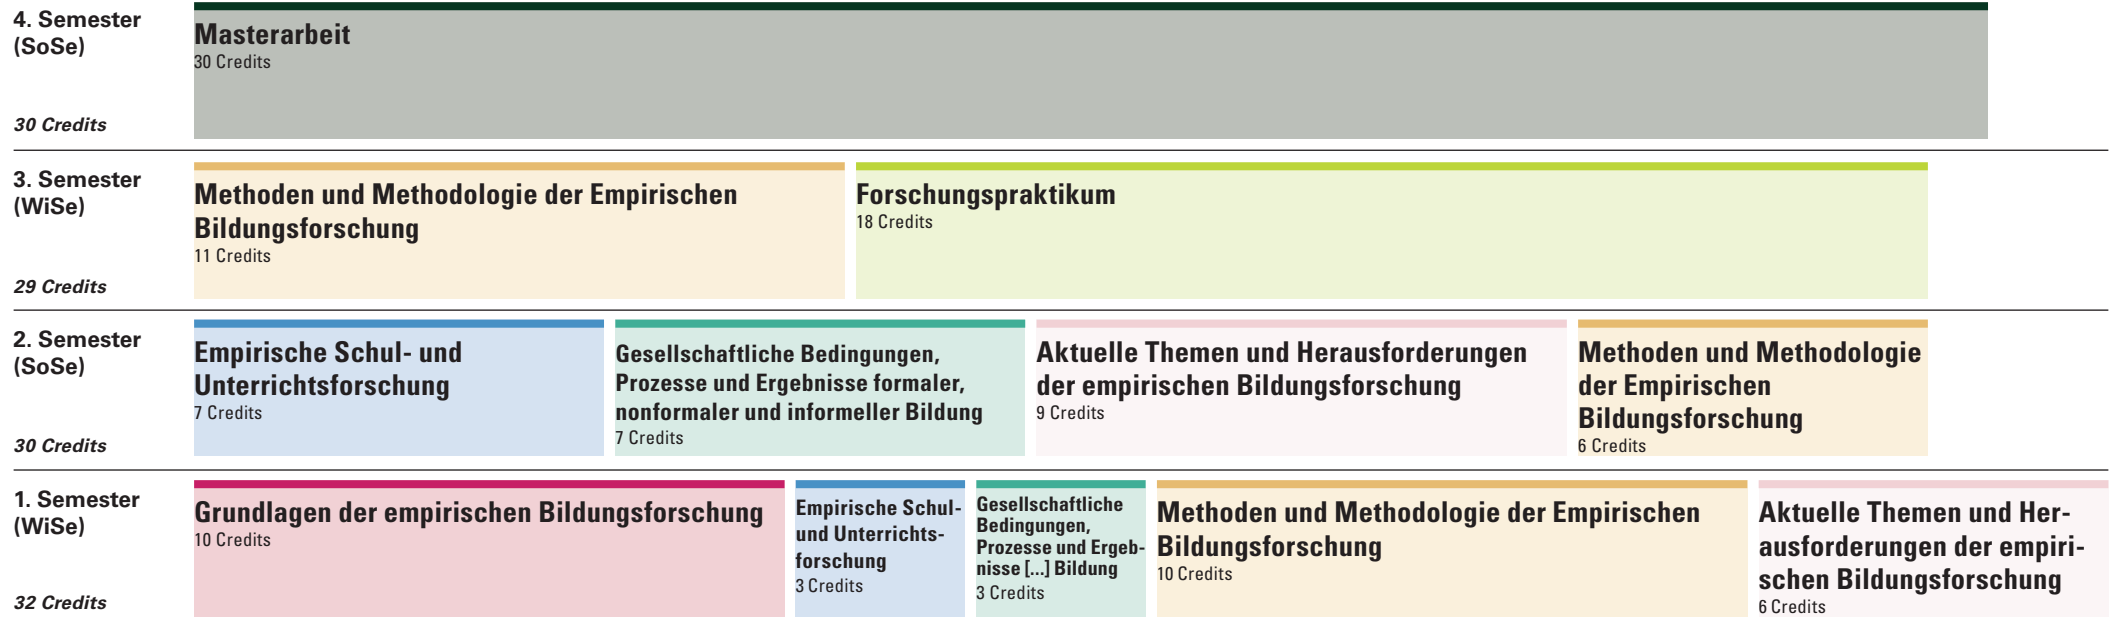 4. Semester
(SoSe)
30 Credits
Masterarbeit
30 Credits
3. Semester
(WiSe)
29 Credits
Methoden und Methodologie der Empirischen
Bildungsforschung
11 Credits
Forschungspraktikum
18 Credits
2. Semester
(SoSe)
30 Credits
Empirische Schul- und
Unterrichtsforschung
7 Credits
Gesellschaftliche Bedingungen,
Prozesse und Ergebnisse formaler,
nonformaler und informeller Bildung
7 Credits
Aktuelle Themen und Herausforderungen
der empirischen Bildungsforschung
9 Credits
Methoden und Methodologie
der Empirischen
Bildungsforschung
6 Credits
1. Semester
(WiSe)
32 Credits
Grundlagen der empirischen Bildungsforschung
10 Credits
Empirische Schul-
und Unterrichts-
forschung
3 Credits
Gesellschaftliche
Bedingungen,
Prozesse und Ergeb-
nisse [...] Bildung
3 Credits
Methoden und Methodologie der Empirischen
Bildungsforschung
10 Credits
Aktuelle Themen und Her-
ausforderungen der empiri-
schen Bildungsforschung
6 Credits